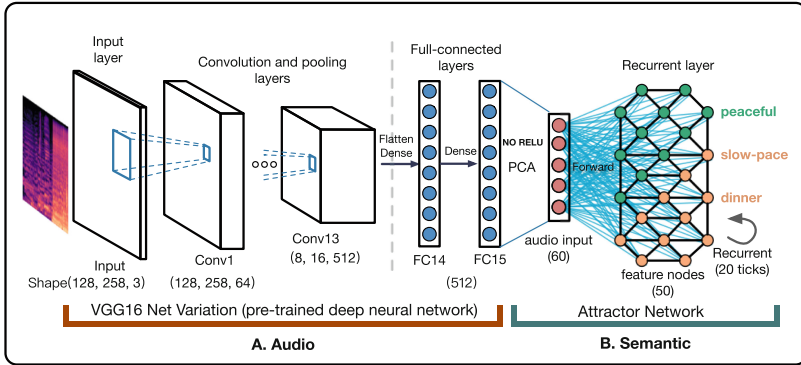 Input
layer
Convolution and pooling
layers
Full-connected
layers
Recurrent layer
peaceful
slow-pace
dinner
Flatten
Dense
Dense
NO RELU
PCA
Forward
Input
Shape(128, 258, 3)
Conv1
(128, 258, 64)
Conv13
(8, 16, 512)
FC14
FC15
(512)
audio input
(60)
feature nodes
(50)
Recurrent
(20 ticks)
VGG16 Net Variation (pre-trained deep neural network)
Attractor Network
A. Audio
B. Semantic